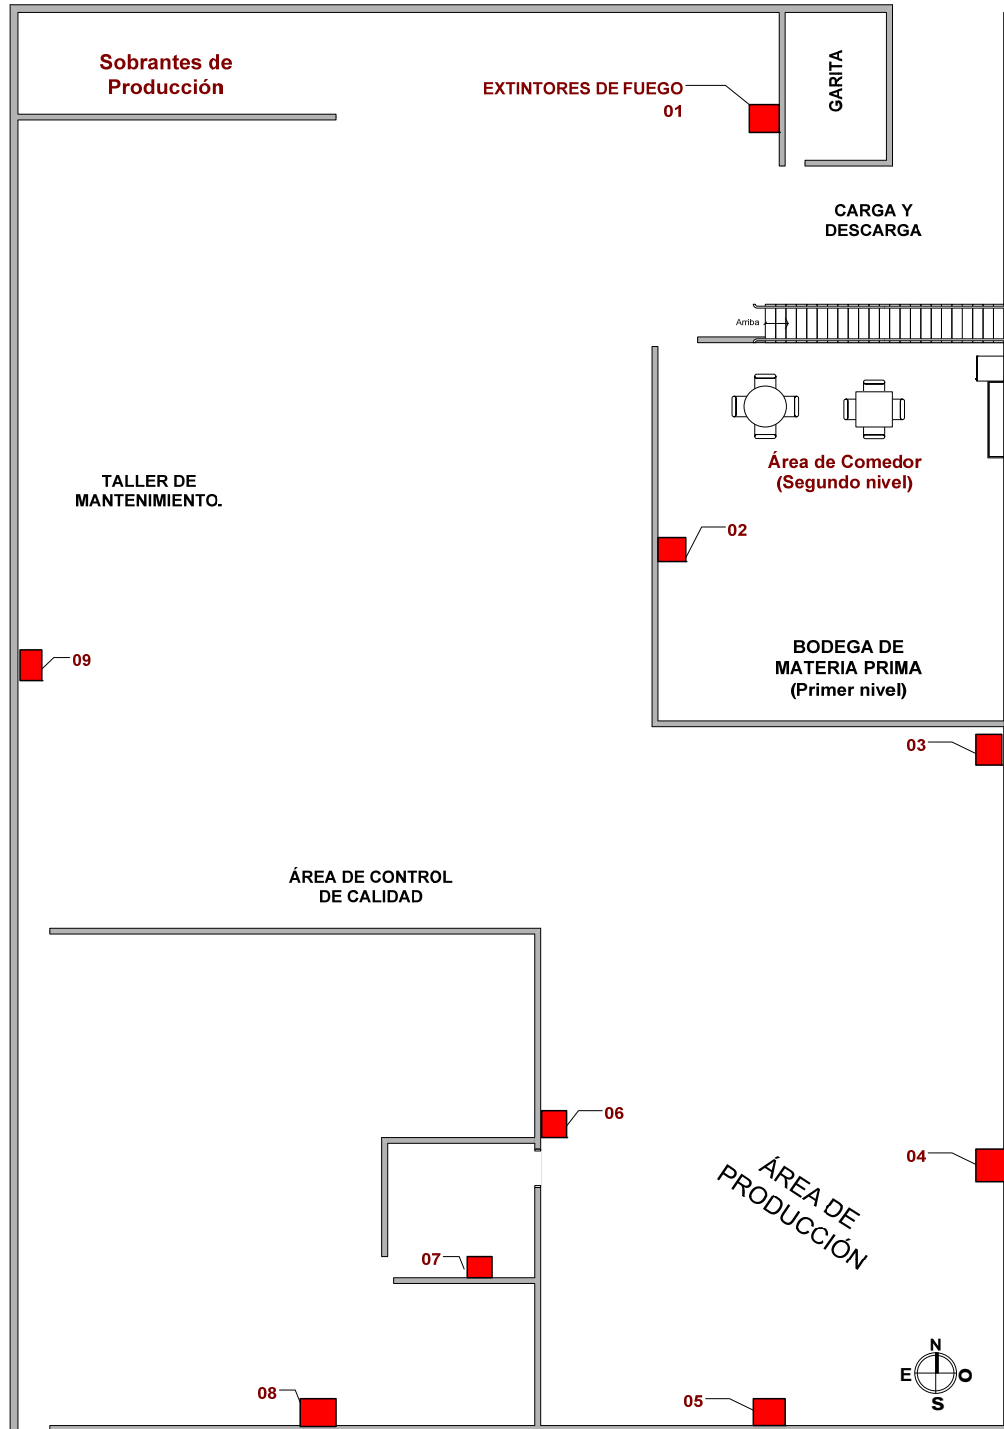 Sobrantes de
Producción
EXTINTORES DE FUEGO
01
GARITA
CARGA Y
DESCARGA
Arriba
Área de Comedor
(Segundo nivel)
TALLER DE
MANTENIMIENTO.
02
BODEGA DE
MATERIA PRIMA
(Primer nivel)
09
03
ÁREA DE CONTROL
DE CALIDAD
06
04
ÁREA DE
PRODUCCIÓN
07
N
E
O
S
08
05